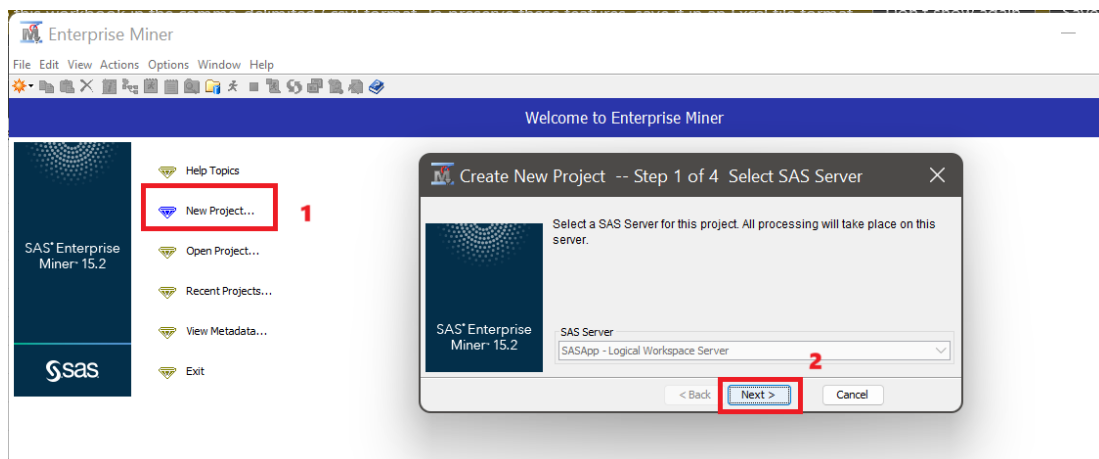 Enterprise Miner
File Edit View Actions Options Window Help
Welcome to Enterprise Miner
Help Topics
New Project...
1
SAS® Enterprise
Miner™ 15.2
Open Project...
Recent Projects...
View Metadata...
sas
Exit
Create New Project -- Step 1 of 4 Select SAS Server
Select a SAS Server for this project. All processing will take place on this
server.
SAS® Enterprise
Miner™ 15.2
SAS Server
SASApp - Logical Workspace Server
2
< Back Next > Cancel